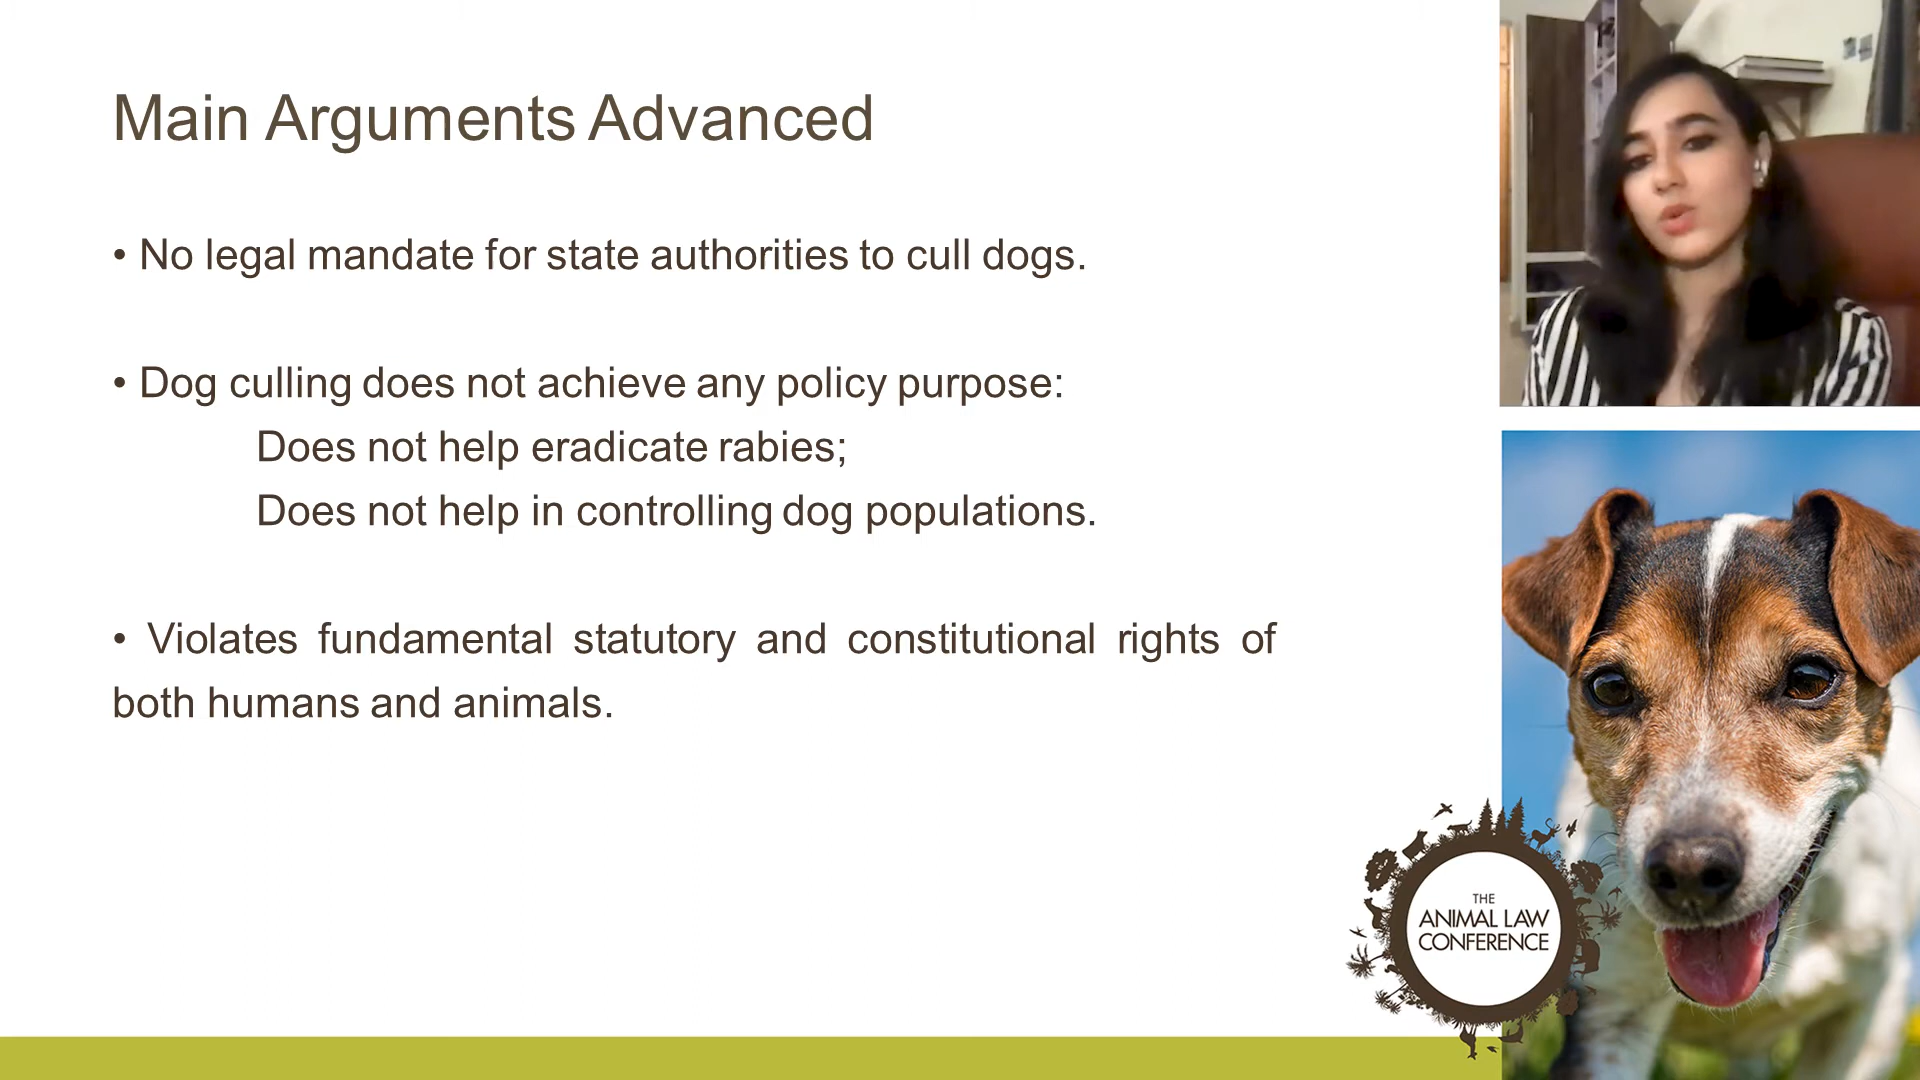 Main Arguments Advanced
• No legal mandate for state authorities to cull dogs.
• Dog culling does not achieve any policy purpose:
Does not help eradicate rabies;
Does not help in controlling dog populations.
• Violates fundamental statutory and constitutional rights of
both humans and animals.
THE
ANIMAL LAW
CONFERENCE